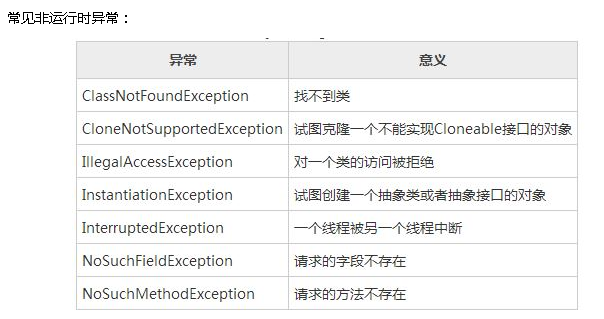 常见非运行时异常：
异常 意义
ClassNotFoundException 找不到类
CloneNotSupportedException 试图克隆一个不能实现Cloneable接口的对象
IllegalAccessException 对一个类的访问被拒绝
InstantiationException 试图创建一个抽象类或者抽象接口的对象
InterruptedException 一个线程被另一个线程中断
NoSuchFieldException 请求的字段不存在
NoSuchMethodException 请求的方法不存在